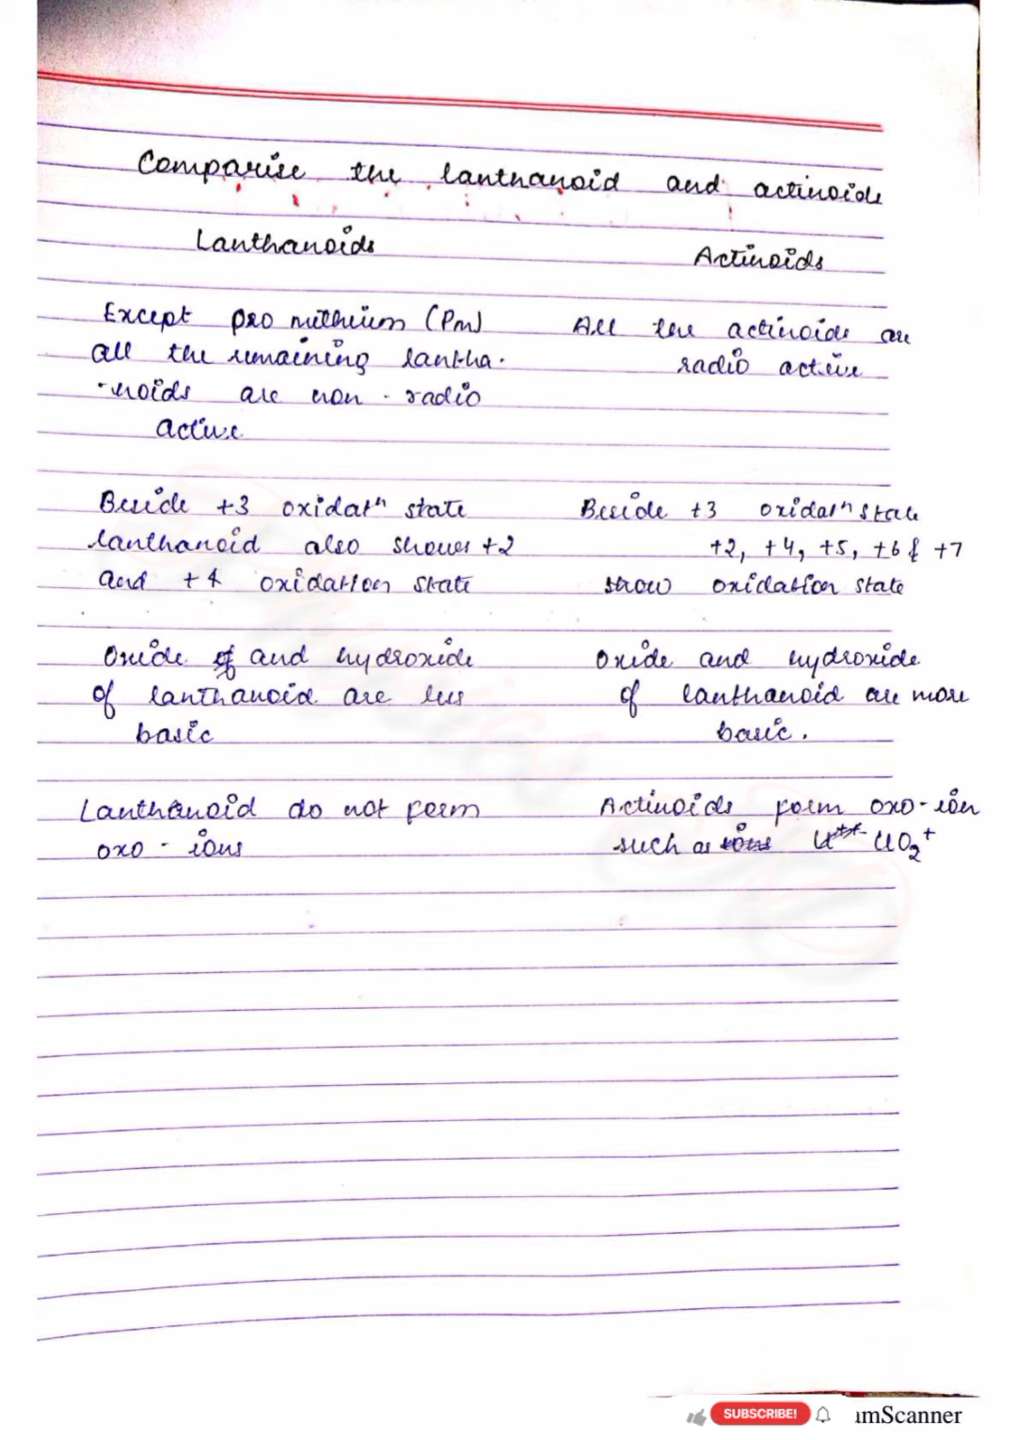 Comparise the lanthanoid and actinoids
Lanthanoids
Actinoids
Except pro mithium (Pm)
all the remaining lantha-
-noids are non-radio
active
All the actinoids are
radio active
Beside +3 oxidatⁿ state
lanthanoid also shows +2
and +4 oxidation state
Beside +3 oxidatⁿ state
+2, +4, +5, +6 & +7
show oxidation state
Oxide of and hydroxide
of lanthanoid are less
basic
Oxide and hydroxide
of lanthanoid are more
basic.
Lanthanoid do not form
oxo-ions
Actinoids form oxo-ion
such as ions UO₂⁺
SUBSCRIBE!
mScanner